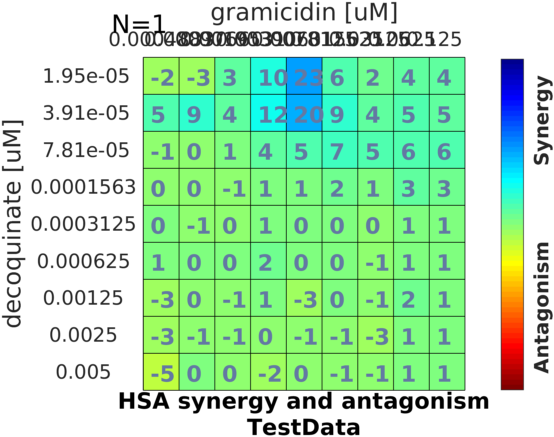 gramicidin [uM]
N=1
1.95e-05 -2 -3 3 10 23 6 2 4 4
3.91e-05 5 9 4 12 20 9 4 5 5
7.81e-05 -1 0 1 4 5 7 5 6 6
0.0001563 0 0 -1 1 1 2 1 3 3
0.0003125 0 -1 0 1 0 0 0 1 1
0.000625 1 0 0 2 0 0 -1 1 1
0.00125 -3 0 -1 1 -3 0 -1 2 1
0.0025 -3 -1 -1 0 -1 -1 -3 1 1
0.005 -5 0 0 -2 0 -1 -1 1 1
decoquinate [uM]
Synergy
Antagonism
HSA synergy and antagonism
TestData